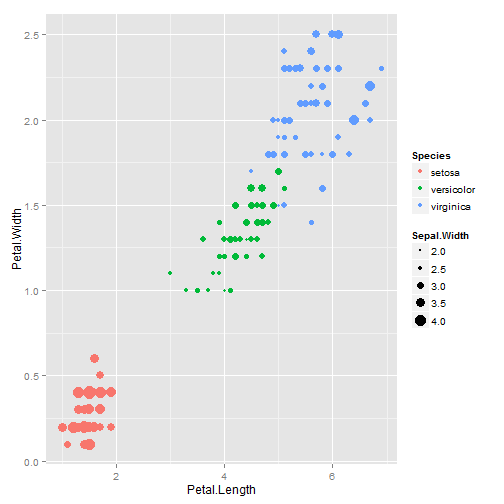 Petal.Width
2.5
2.0
1.5
1.0
0.5
0.0
2
4
6
Petal.Length
Species
setosa
versicolor
virginica
Sepal.Width
2.0
2.5
3.0
3.5
4.0